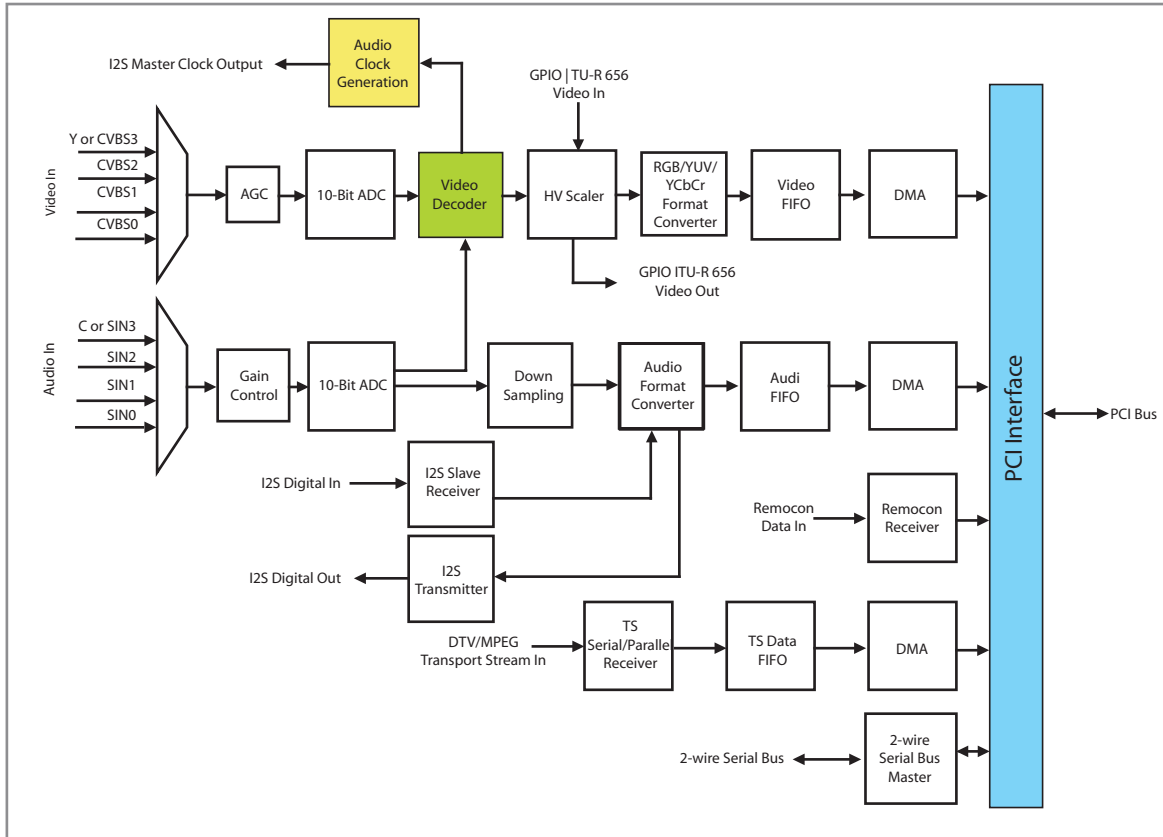 I2S Master Clock Output
Audio
Clock
Generation
GPIO | TU-R 656
Video In
Video In
Y or CVBS3
CVBS2
CVBS1
CVBS0
AGC
10-Bit ADC
Video
Decoder
HV Scaler
RGB/YUV/
YCbCr
Format
Converter
Video
FIFO
DMA
GPIO ITU-R 656
Video Out
Audio In
C or SIN3
SIN2
SIN1
SIN0
Gain
Control
10-Bit ADC
Down
Sampling
Audio
Format
Converter
Audi
FIFO
DMA
PCI Interface
PCI Bus
I2S Digital In
I2S Slave
Receiver
Remocon
Data In
Remocon
Receiver
I2S Digital Out
I2S
Transmitter
DTV/MPEG
Transport Stream In
TS
Serial/Paralle
Receiver
TS Data
FIFO
DMA
2-wire Serial Bus
2-wire
Serial Bus
Master